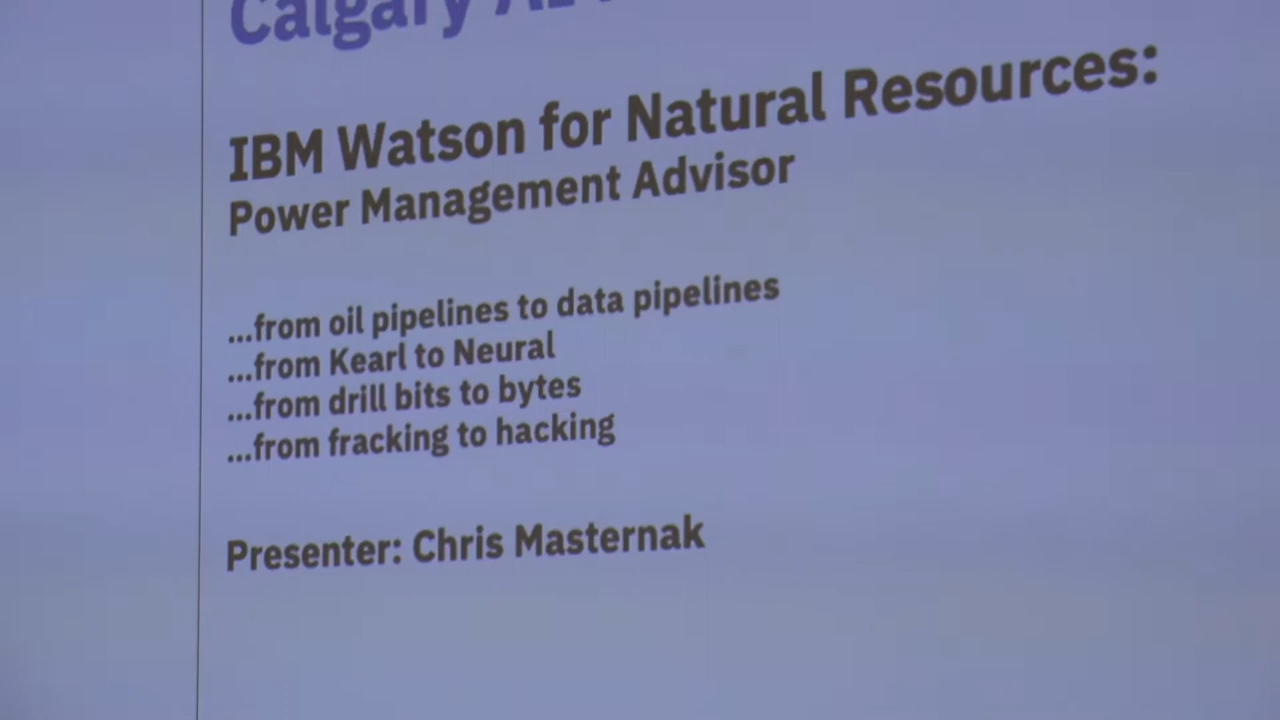 Calgary
IBM Watson for Natural Resources:
Power Management Advisor
...from oil pipelines to data pipelines
...from Kearl to Neural
...from drill bits to bytes
...from fracking to hacking
Presenter: Chris Masternak